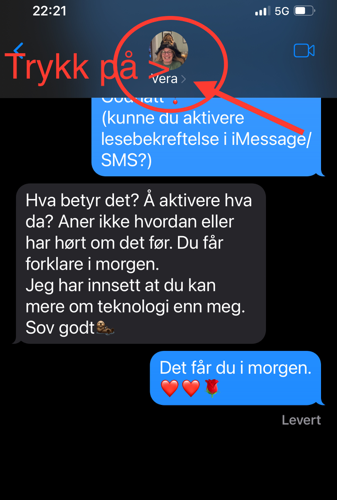 22:21
5G
Trykk på >
Vera >
God natt
(kunne du aktivere
lesebekreftelse i iMessage/
SMS?)
Hva betyr det? Å aktivere hva
da? Aner ikke hvordan eller
har hørt om det før. Du får
forklare i morgen.
Jeg har innsett at du kan
mere om teknologi enn meg.
Sov godt🦦
Det får du i morgen.
❤️❤️🌹
Levert